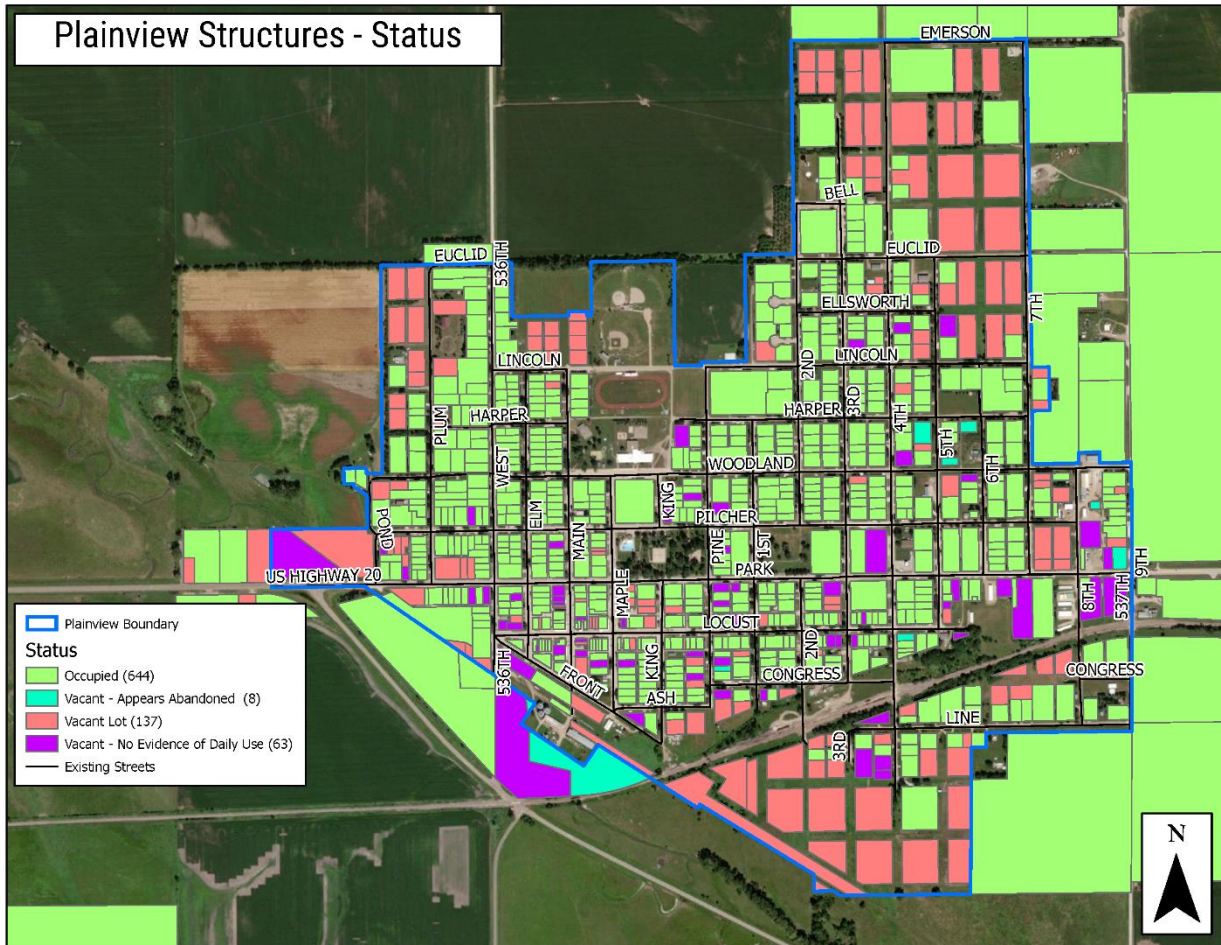 Plainview Structures - Status
EMERSON
BELL
EUCLID
EUCLID
536TH
ELLSWORTH
7TH
LINCOLN
LINCOLN
2ND
HARPER
HARPER
3RD
PLUM
4TH
5TH
WEST
WOODLAND
6TH
ELM
KING
PILCHER
POND
MAIN
PINE
1ST
US HIGHWAY 20
PARK
9TH
MAPLE
8TH
537TH
LOCUST
2ND
KING
536TH
FRONT
CONGRESS
CONGRESS
ASH
LINE
3RD
Plainview Boundary
Status
Occupied (644)
Vacant - Appears Abandoned (8)
Vacant Lot (137)
Vacant - No Evidence of Daily Use (63)
Existing Streets
N